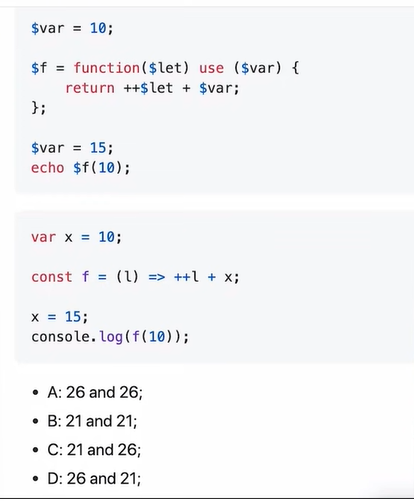 $var = 10;
$f = function($let) use ($var) {
    return ++$let + $var;
};
$var = 15;
echo $f(10);
var x = 10;
const f = (l) => ++l + x;
x = 15;
console.log(f(10));
• A: 26 and 26;
• B: 21 and 21;
• C: 21 and 26;
• D: 26 and 21;